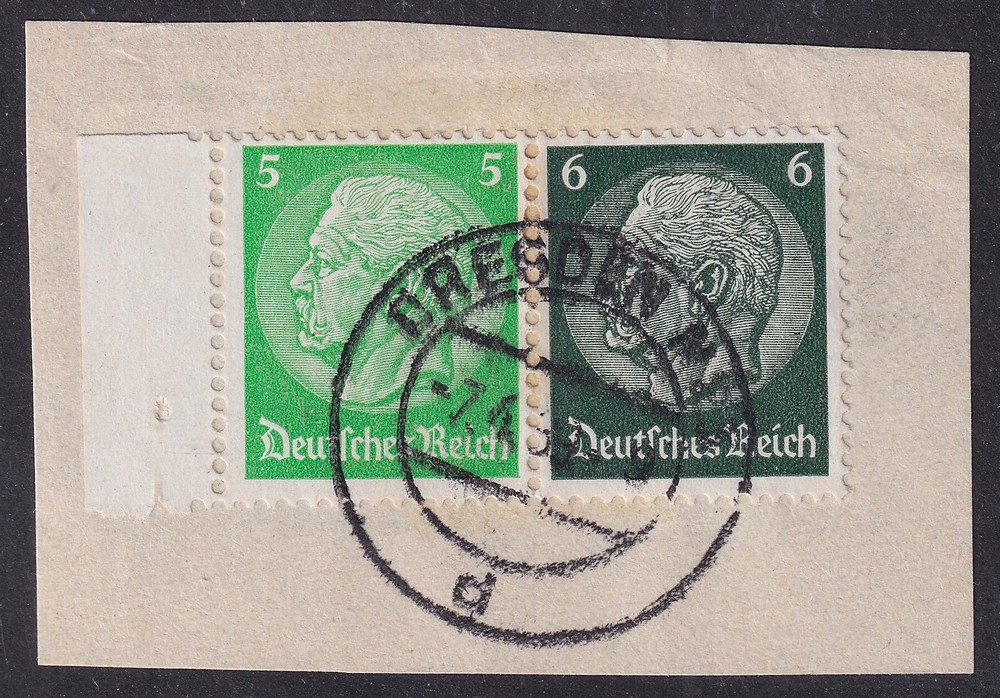 5 5
Deutsches Reich
6 6
Deutsches Reich
DRESDEN
d